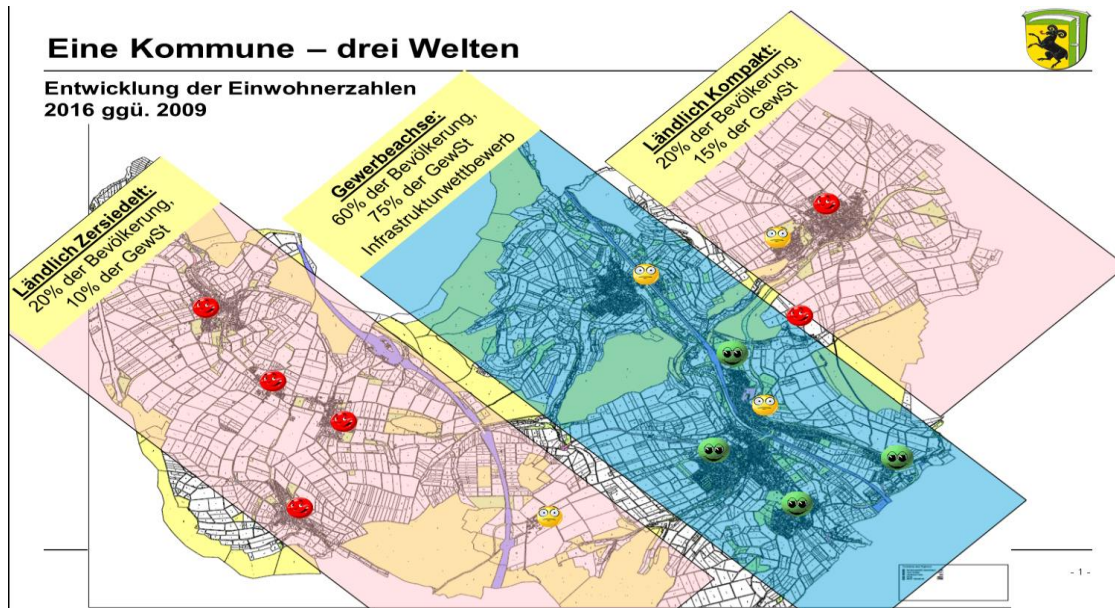 Eine Kommune – drei Welten
Entwicklung der Einwohnerzahlen
2016 ggü. 2009
Ländlich Zersiedelt:
20% der Bevölkerung,
10% der GewSt
Gewerbeachse:
60% der Bevölkerung,
75% der GewSt
Infrastrukturwettbewerb
Ländlich Kompakt:
20% der Bevölkerung,
15% der GewSt
- 1 -